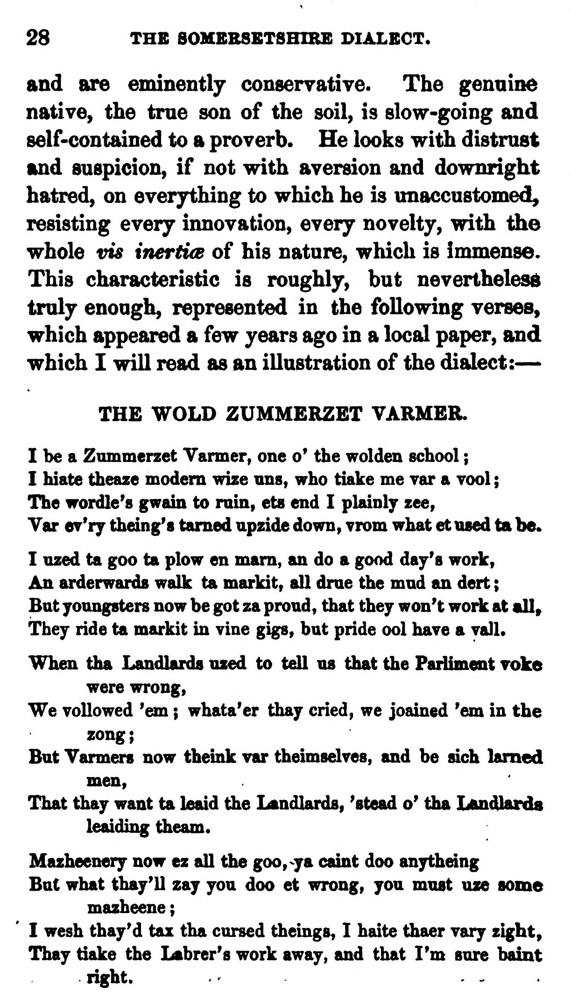 28 THE SOMERSETSHIRE DIALECT.
and are eminently conservative. The genuine
native, the true son of the soil, is slow-going and
self-contained to a proverb. He looks with distrust
and suspicion, if not with aversion and downright
hatred, on everything to which he is unaccustomed,
resisting every innovation, every novelty, with the
whole vis inertiæ of his nature, which is immense.
This characteristic is roughly, but nevertheless
truly enough, represented in the following verses,
which appeared a few years ago in a local paper, and
which I will read as an illustration of the dialect:—
THE WOLD ZUMMERZET VARMER.
I be a Zummerzet Varmer, one o' the wolden school;
I hiate theaze modern wize uns, who tiake me var a vool;
The wordle's gwain to ruin, ets end I plainly zee,
Var ev'ry theing's tarned upzide down, vrom what et used ta be.
I uzed ta goo ta plow en marn, an do a good day's work,
An arderwards walk ta markit, all drue the mud an dert;
But youngsters now be got za proud, that they won't work at all,
They ride ta markit in vine gigs, but pride ool have a vall.
When tha Landlards uzed to tell us that the Parliment voke
were wrong,
We vollowed 'em; whata'er thay cried, we joained 'em in the
zong;
But Varmers now theink var theimselves, and be sich larned
men,
That thay want ta leaid the Landlards, 'stead o' tha Landlards
leaiding theam.
Mazheenery now ez all the goo, ya caint doo anytheing
But what thay'll zay you doo et wrong, you must uze some
mazheene;
I wesh thay'd tax tha cursed theings, I haite thaer vary zight,
Thay tiake the Labrer's work away, and that I'm sure baint
right.